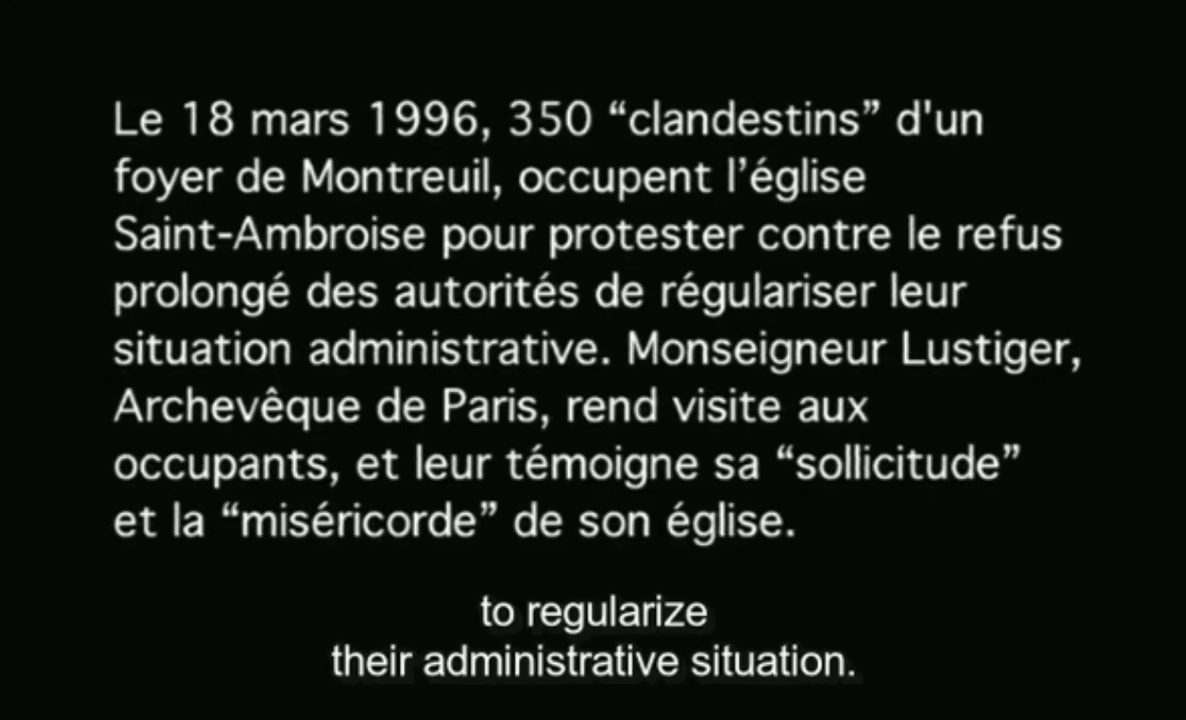 Le 18 mars 1996, 350 “clandestins” d'un
foyer de Montreuil, occupent l’église
Saint-Ambroise pour protester contre le refus
prolongé des autorités de régulariser leur
situation administrative. Monseigneur Lustiger,
Archevêque de Paris, rend visite aux
occupants, et leur témoigne sa “sollicitude”
et la “miséricorde” de son église.
to regularize
their administrative situation.